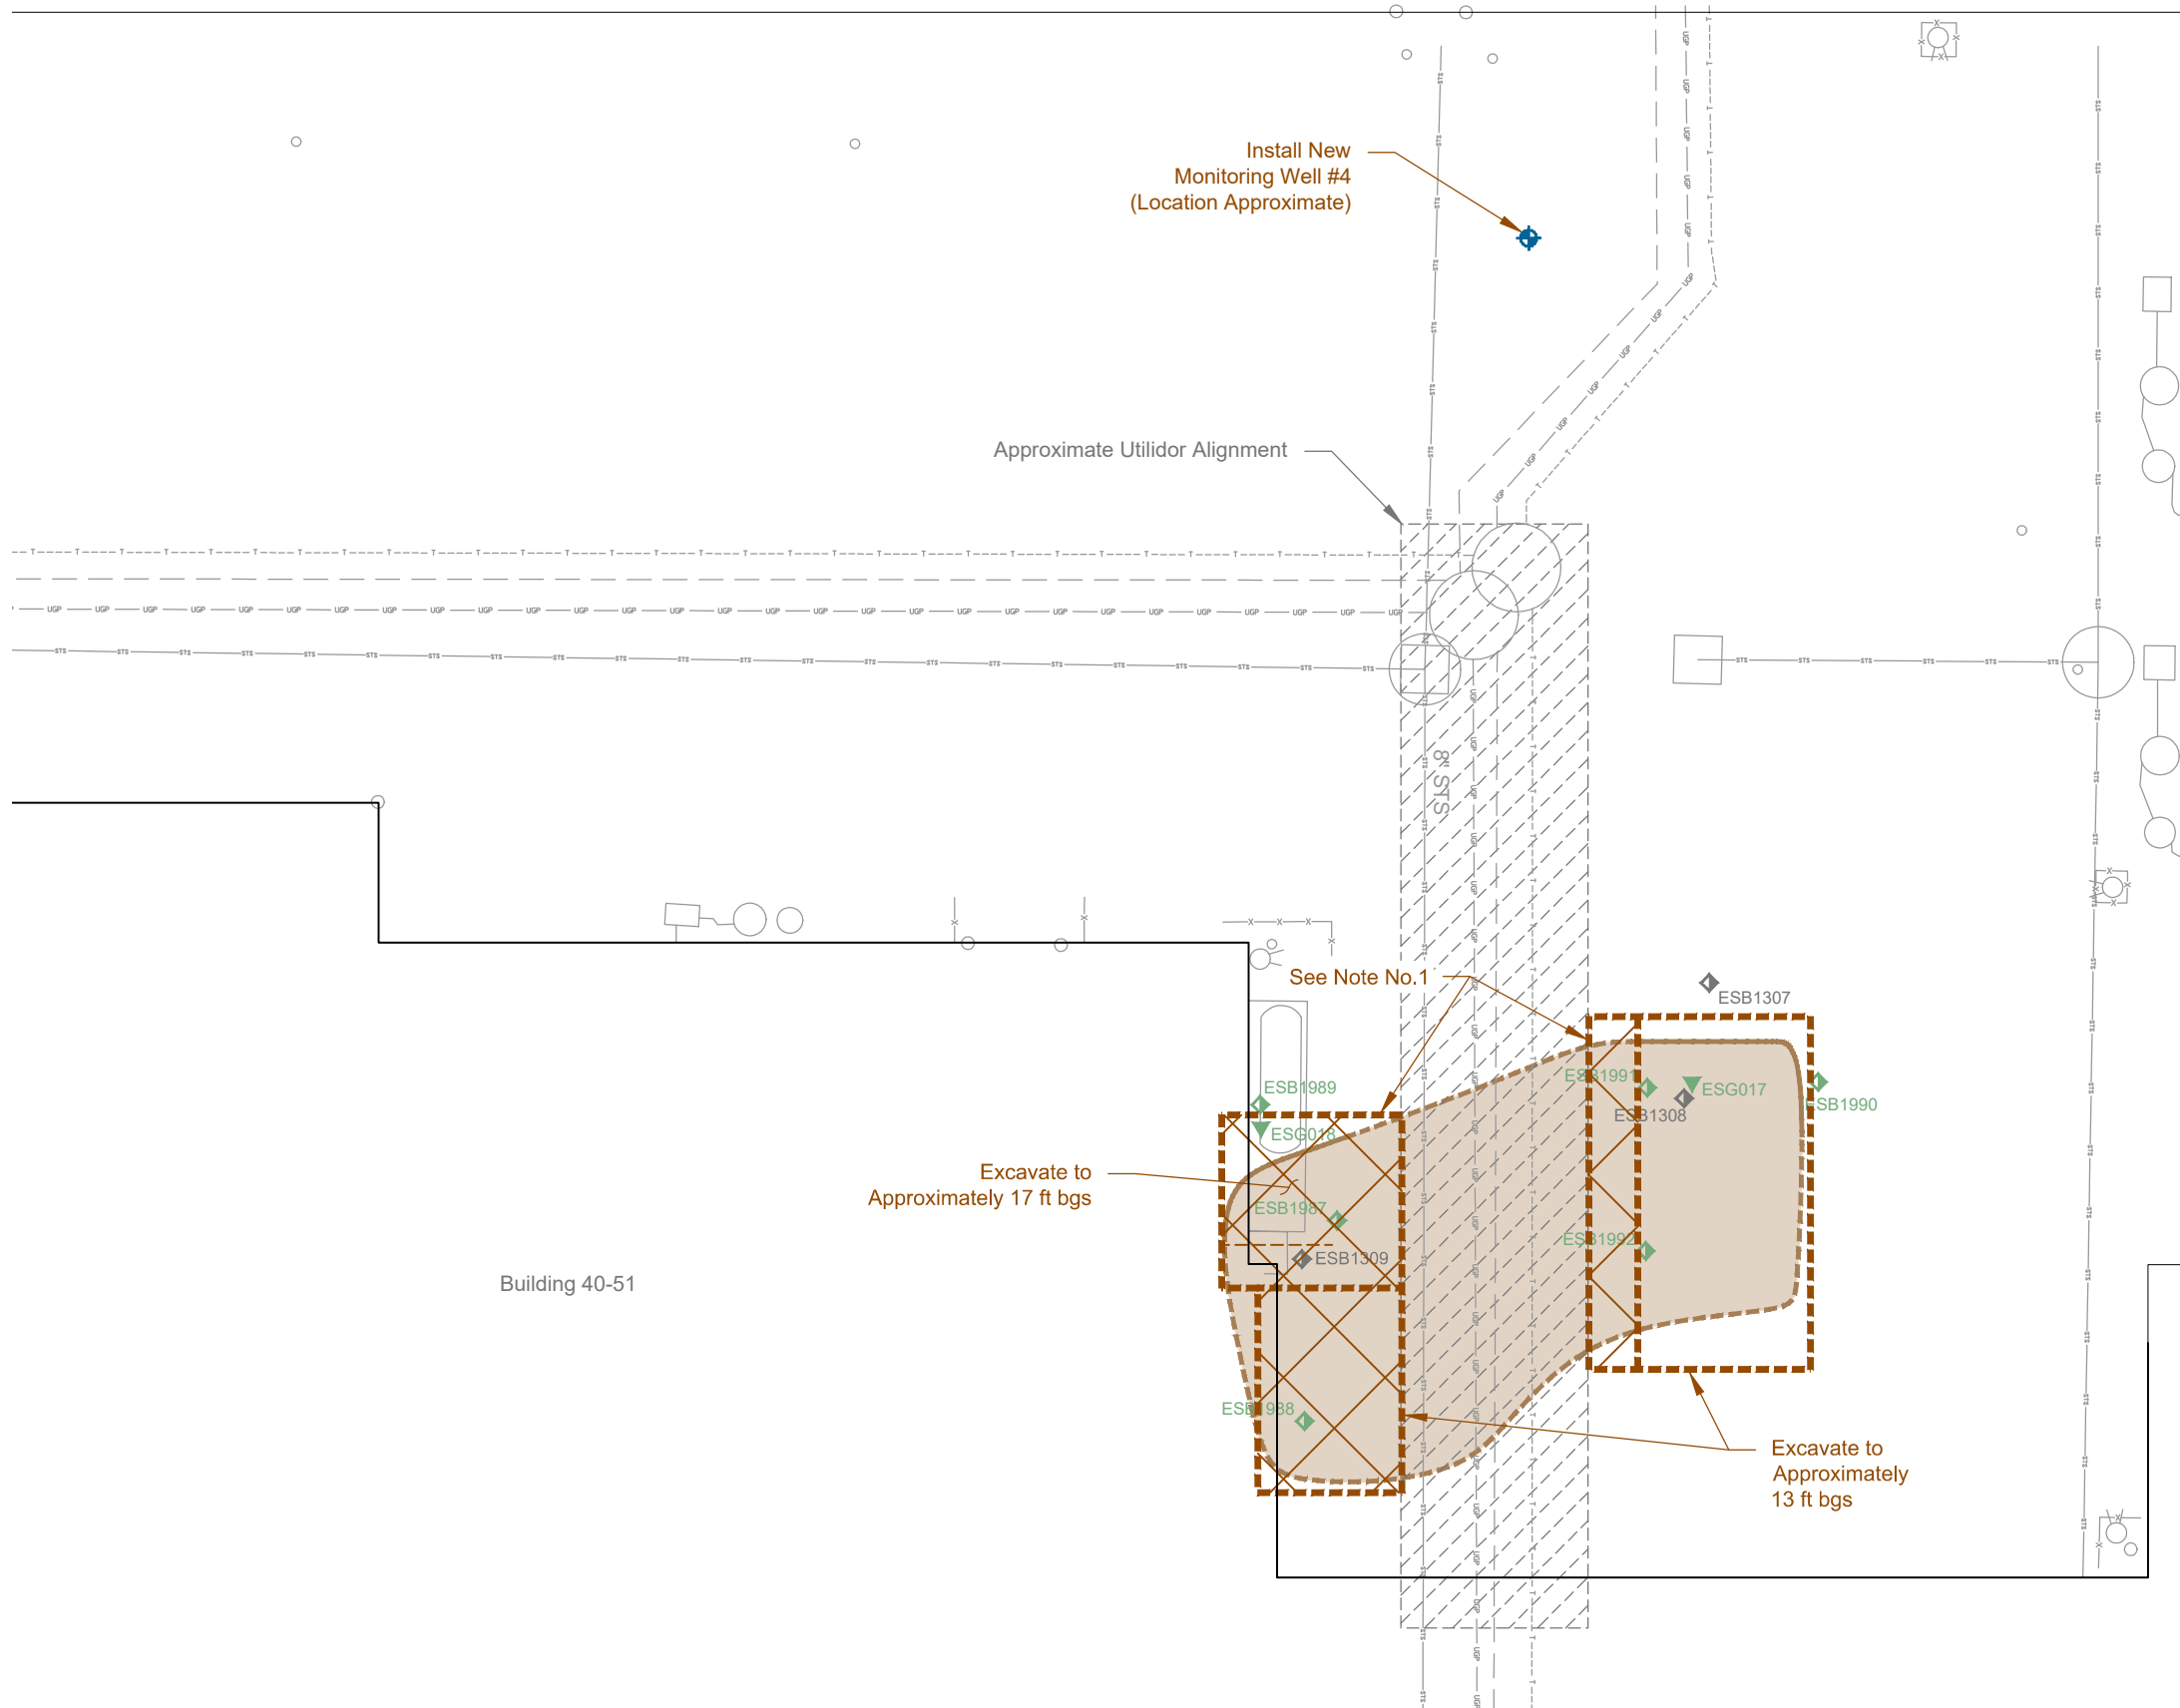 Install New
Monitoring Well #4
(Location Approximate)
Approximate Utilidor Alignment
8" STS
See Note No.1
ESB1307
ESB1989
ESG018
ESB1991
ESG017
ESB1308
ESB1990
Excavate to
Approximately 17 ft bgs
ESB1987
ESB1992
ESB1309
Building 40-51
ESB1988
Excavate to
Approximately
13 ft bgs